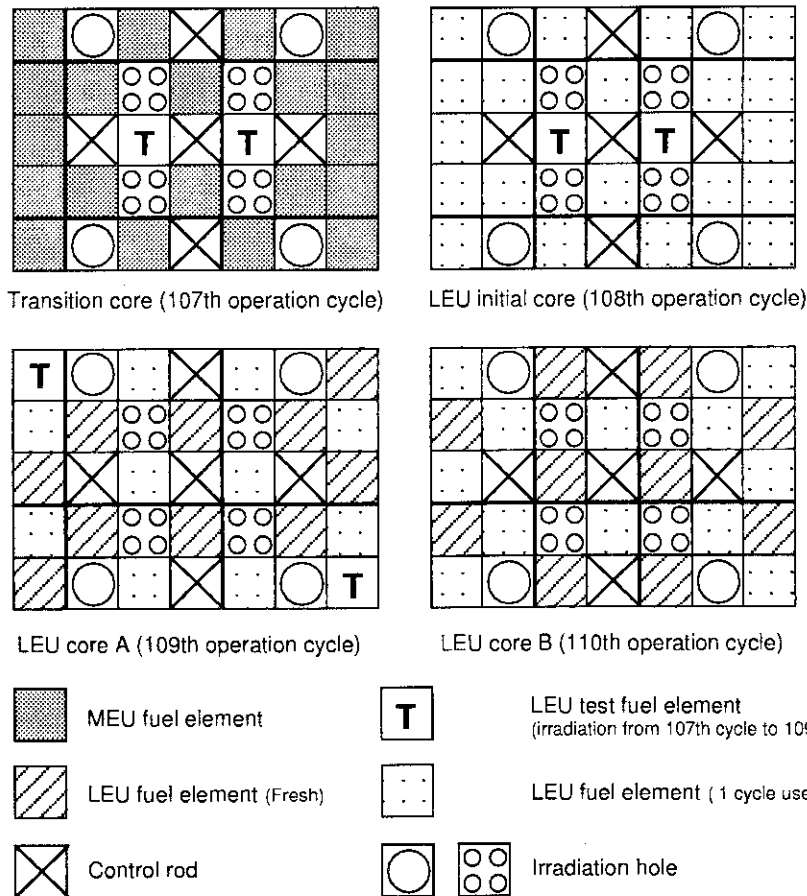 T T
T T
Transition core (107th operation cycle)
LEU initial core (108th operation cycle)
T
T
LEU core A (109th operation cycle)
LEU core B (110th operation cycle)
MEU fuel element
T
LEU test fuel element
(irradiation from 107th cycle to
LEU fuel element (Fresh)
LEU fuel element ( 1 cycle
Control rod
Irradiation hole